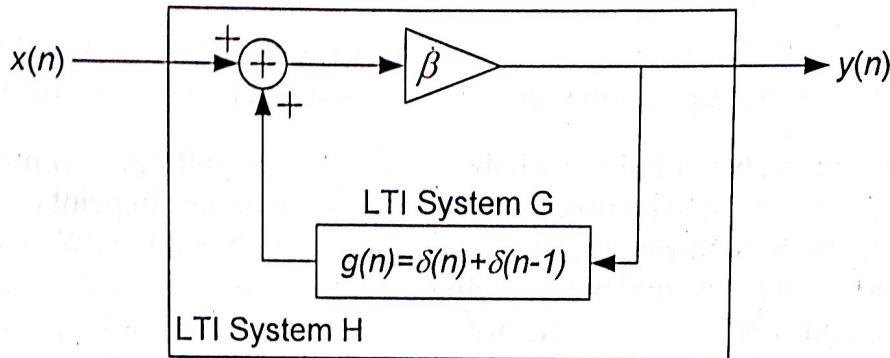 x(n)
+
+
+
β
y(n)
LTI System G
g(n)=δ(n)+δ(n-1)
LTI System H